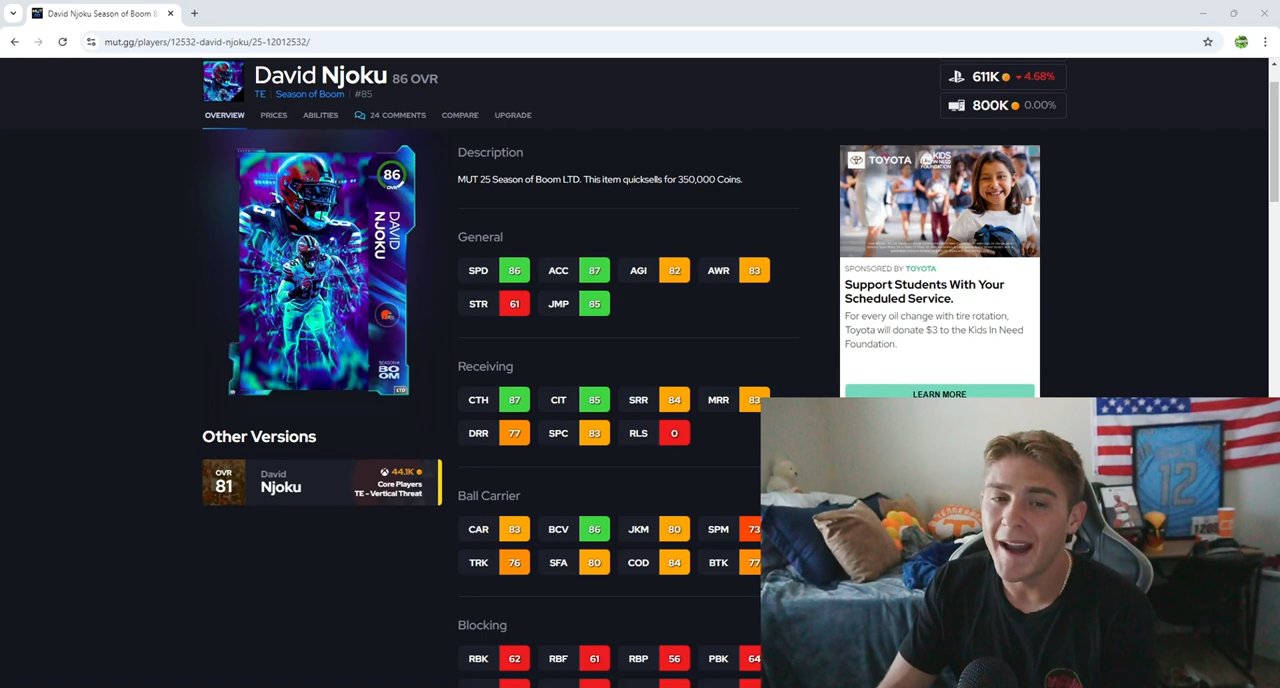 David Njoku Season of Boom 8
mut.gg/players/12532-david-njoku/25-12012532/
David Njoku 86 OVR
TE | Season of Boom | #85
611K 4.68%
800K 0.00%
OVERVIEW PRICES ABILITIES 24 COMMENTS COMPARE UPGRADE
86
OVR
DAVID
NJOKU
SEASON OF
BOOM
LTD
Description
MUT 25 Season of Boom LTD. This item quicksells for 350,000 Coins.
General
SPD 86 ACC 87 AGI 82 AWR 83
STR 61 JMP 85
Receiving
CTH 87 CIT 85 SRR 84 MRR 83
DRR 77 SPC 83 RLS 0
Other Versions
OVR
81
David
Njoku
44.1K
Core Players
TE - Vertical Threat
Ball Carrier
CAR 83 BCV 86 JKM 80 SPM 73
TRK 76 SFA 80 COD 84 BTK 77
Blocking
RBK 62 RBF 61 RBP 56 PBK 64
TOYOTA
KIDS
IN NEED
FOUNDATION
SPONSORED BY TOYOTA
Support Students With Your
Scheduled Service.
For every oil change with tire rotation,
Toyota will donate $3 to the Kids In Need
Foundation.
LEARN MORE
12